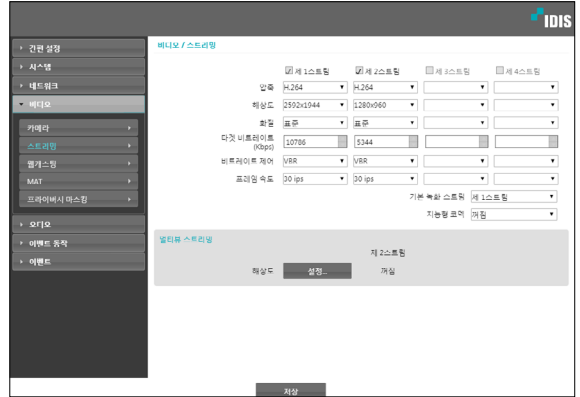 IDIS
간편 설정
시스템
네트워크
비디오
카메라
스트리밍
웹캐스팅
MAT
프라이버시 마스킹
오디오
이벤트 동작
이벤트
비디오 / 스트리밍
제 1스트림 제 2스트림 제 3스트림 제 4스트림
압축 H.264 H.264
해상도 2592x1944 1280x960
화질 표준 표준
타겟 비트레이트 (Kbps) 10786 5344
비트레이트 제어 VBR VBR
프레임 속도 30 ips 30 ips
기본 녹화 스트림 제 1스트림
지능형 코덱 꺼짐
멀티뷰 스트리밍
제 2스트림
해상도 설정... 꺼짐
저장